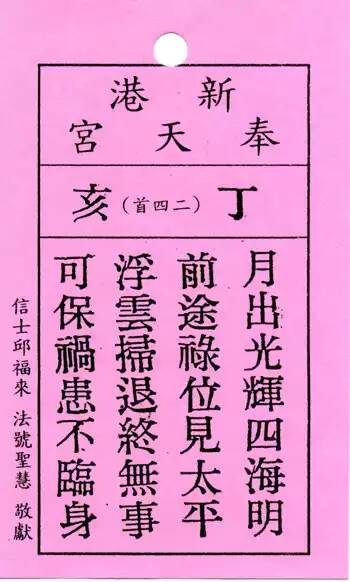 新港
奉天宮
丁亥
（二四首）
月出光輝四海明
前途祿位見太平
浮雲掃退終無事
可保禍患不臨身
信士邱福來 法號聖慧 敬獻